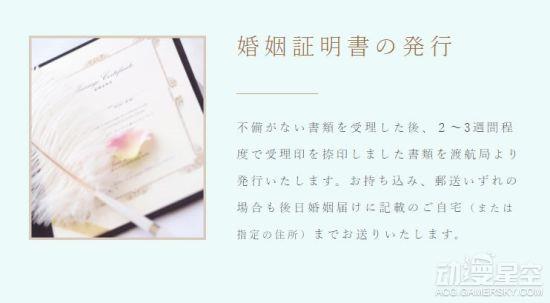 婚姻証明書の発行
Marriage Certificate
不備がない書類を受理した後、２～3週間程
度で受理印を捺印しました書類を渡航局より
発行いたします。お持ち込み、郵送いずれの
場合も後日婚姻届けに記載のご自宅（または
指定の住所）までお送りいたします。
动漫星空
ACG.GAMERSKY.COM